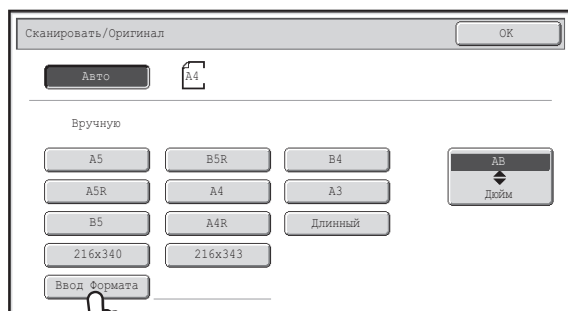 Сканировать/Оригинал OK
Авто A4
Вручную
A5 B5R B4 AB
A5R A4 A3 Дюйм
B5 A4R Длинный
216x340 216x343
Ввод Формата